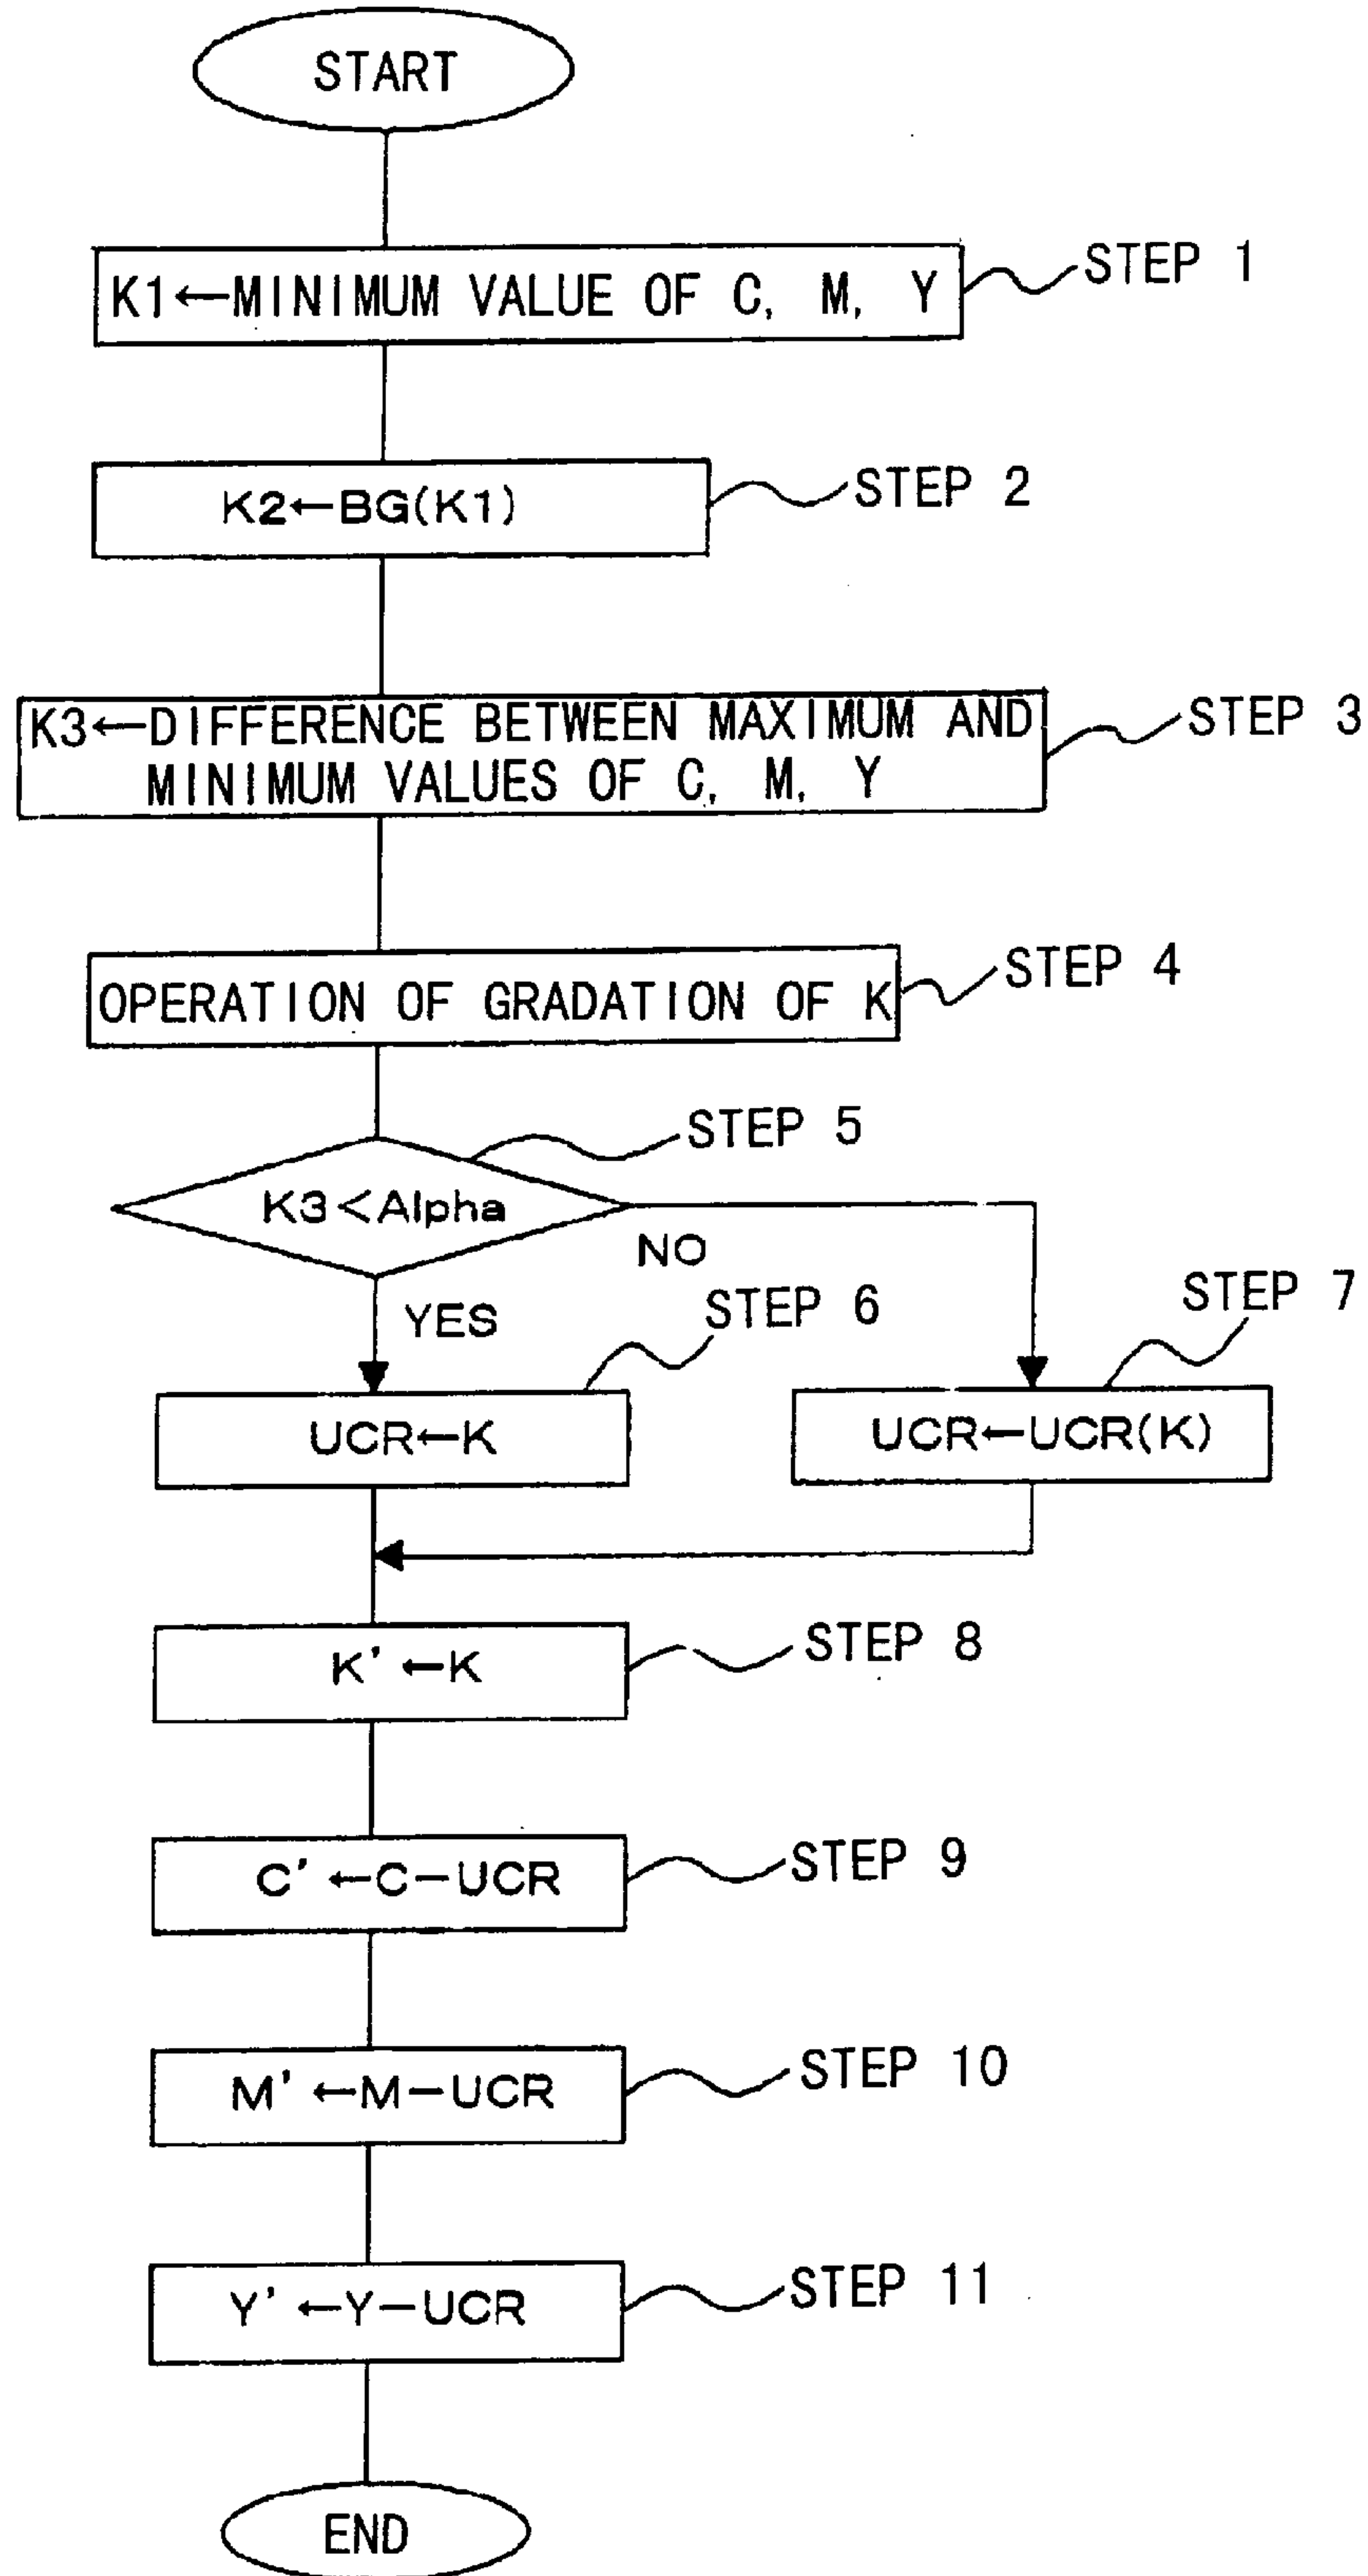 START
K1←MINIMUM VALUE OF C, M, Y
STEP 1
K2←BG(K1)
STEP 2
K3←DIFFERENCE BETWEEN MAXIMUM AND
MINIMUM VALUES OF C, M, Y
STEP 3
OPERATION OF GRADATION OF K
STEP 4
STEP 5
K3<Alpha
NO
YES
STEP 6
STEP 7
UCR←K
UCR←UCR(K)
K'←K
STEP 8
C'←C-UCR
STEP 9
M'←M-UCR
STEP 10
Y'←Y-UCR
STEP 11
END